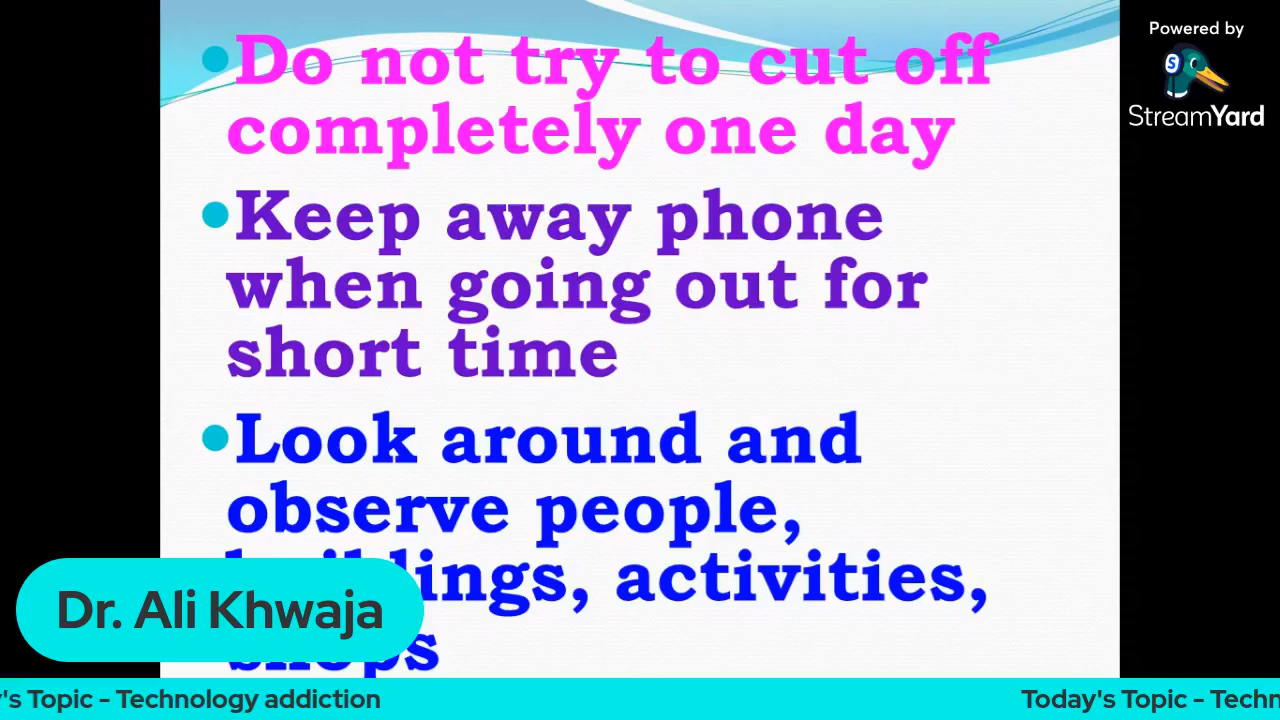 Powered by
StreamYard
Do not try to cut off
completely one day
Keep away phone
when going out for
short time
Look around and
observe people,
buildings, activities,
shops
Dr. Ali Khwaja
's Topic - Technology addiction
Today's Topic - Techn